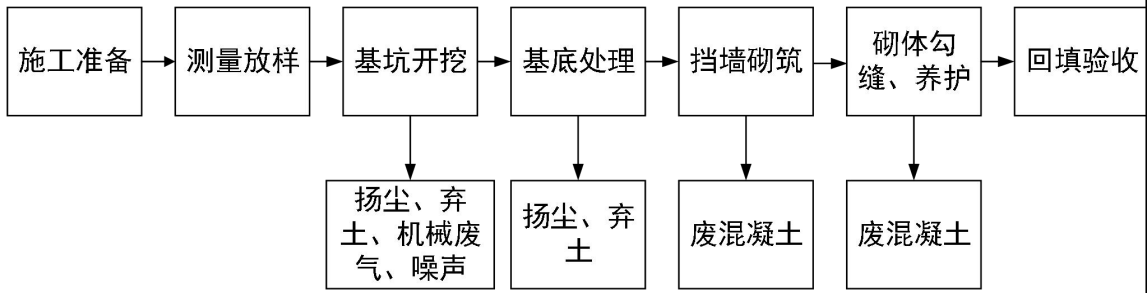 施工准备
测量放样
基坑开挖
基底处理
挡墙砌筑
砌体勾
缝、养护
回填验收
扬尘、弃
土、机械废
气、噪声
扬尘、弃
土
废混凝土
废混凝土